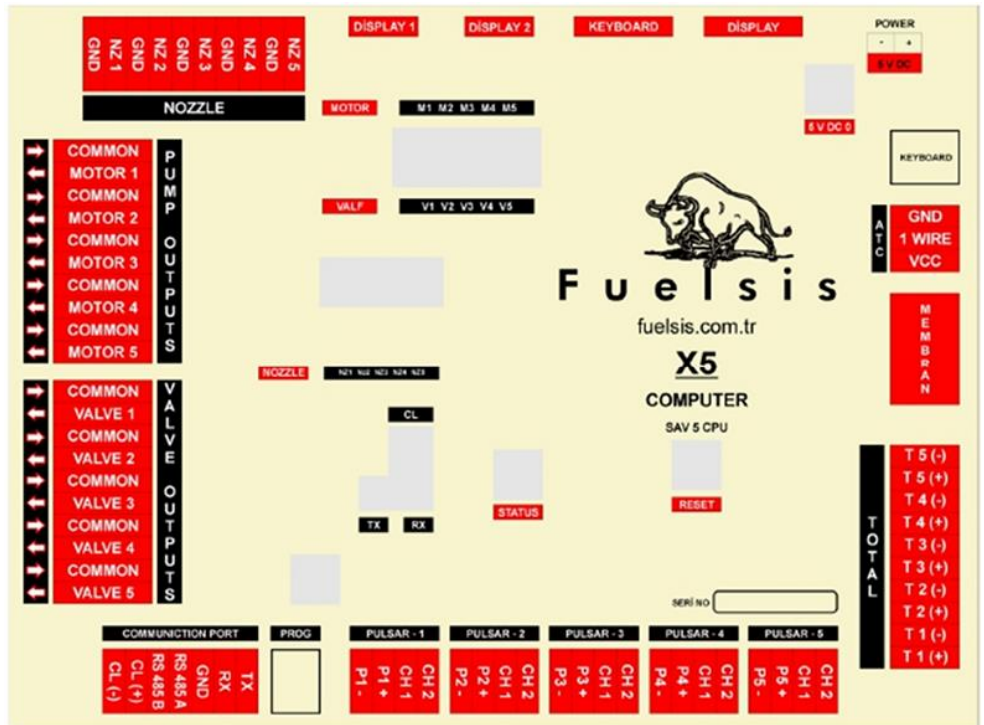 DİSPLAY 1
DİSPLAY 2
KEYBOARD
DİSPLAY
POWER
- +
5 V DC
GND
NZ 1
GND
NZ 2
GND
NZ 3
GND
NZ 4
GND
NZ 5
NOZZLE
MOTOR
M1 M2 M3 M4 M5
5 V DC 0
COMMON
MOTOR 1
COMMON
MOTOR 2
COMMON
MOTOR 3
COMMON
MOTOR 4
COMMON
MOTOR 5
PUMP OUTPUTS
VALF
V1 V2 V3 V4 V5
KEYBOARD
ATC
GND
1 WIRE
VCC
Fuelsis
fuelsis.com.tr
X5
COMPUTER
SAV 5 CPU
MEMBRAN
NOZZLE
NZ1 NZ2 NZ3 NZ4 NZ5
COMMON
VALVE 1
COMMON
VALVE 2
COMMON
VALVE 3
COMMON
VALVE 4
COMMON
VALVE 5
VALVE OUTPUTS
CL
TX
RX
STATUS
RESET
TOTAL
T 5 (-)
T 5 (+)
T 4 (-)
T 4 (+)
T 3 (-)
T 3 (+)
T 2 (-)
T 2 (+)
T 1 (-)
T 1 (+)
SERİ NO
COMMUNICTION PORT
CL (-)
CL (+)
RS 485 B
RS 485 A
GND
RX
TX
PROG
PULSAR - 1
P1 -
P1 +
CH 1
CH 2
PULSAR - 2
P2 -
P2 +
CH 1
CH 2
PULSAR - 3
P3 -
P3 +
CH 1
CH 2
PULSAR - 4
P4 -
P4 +
CH 1
CH 2
PULSAR - 5
P5 -
P5 +
CH 1
CH 2